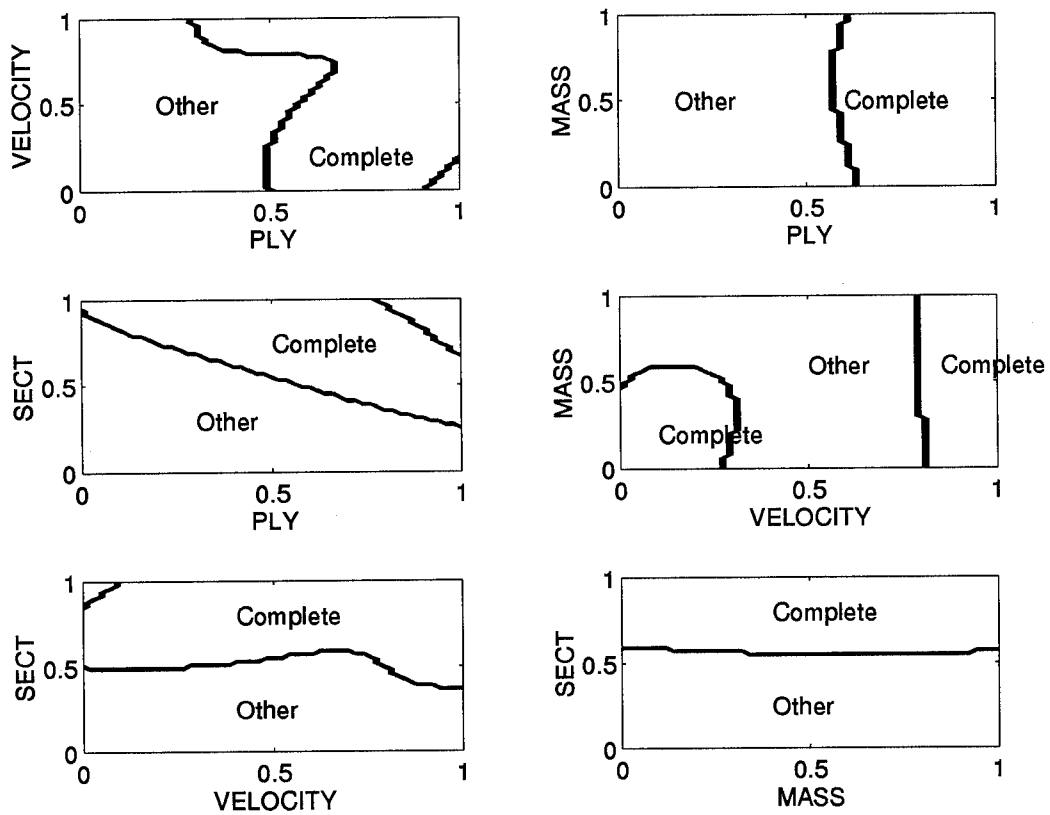 1
VELOCITY
0.5
Other
Complete
0
0
0.5
1
PLY
1
MASS
0.5
Other
Complete
0
0
0.5
1
PLY
1
SECT
0.5
Complete
Other
0
0
0.5
1
PLY
1
MASS
0.5
Other
Complete
Complete
0
0
0.5
1
VELOCITY
1
SECT
0.5
Complete
Other
0
0
0.5
1
VELOCITY
1
SECT
0.5
Complete
Other
0
0
0.5
1
MASS